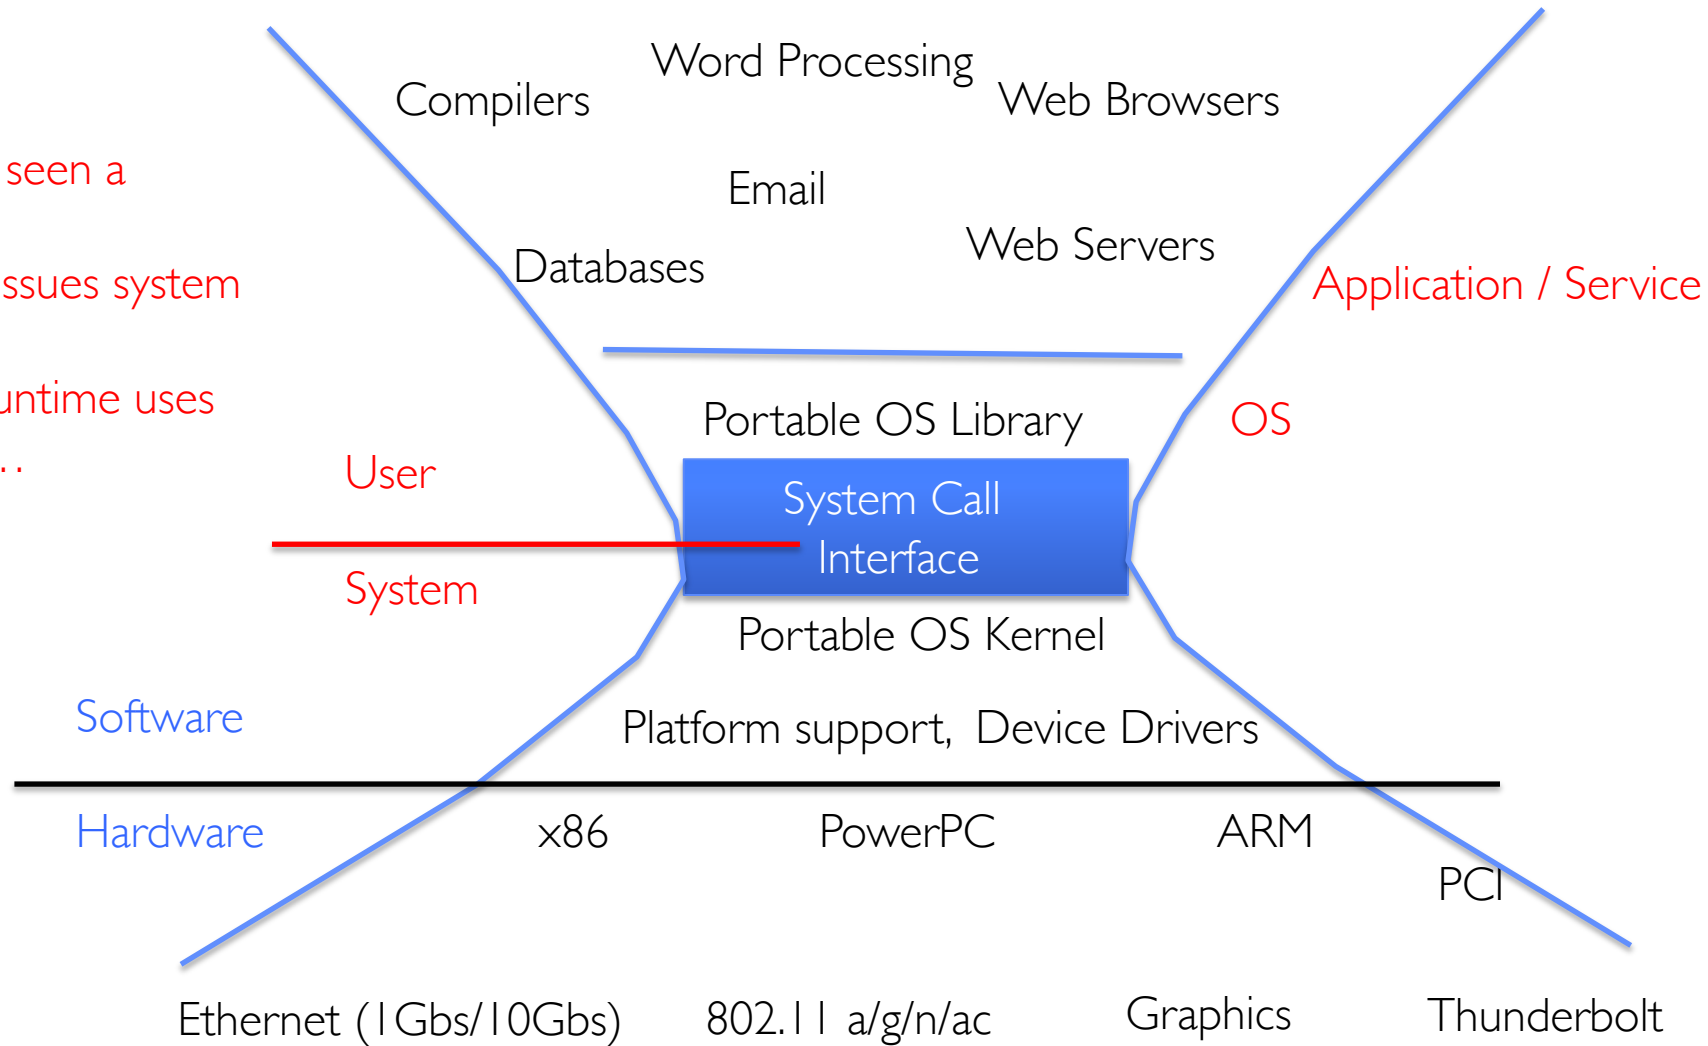 Word Processing
Compilers
Web Browsers
seen a
Email
Web Servers
Databases
ssues system
Application / Service
untime uses
Portable OS Library
OS
…
User
System Call
Interface
System
Portable OS Kernel
Software
Platform support, Device Drivers
Hardware
x86
PowerPC
ARM
PCI
Ethernet (1Gbs/10Gbs)
802.11 a/g/n/ac
Graphics
Thunderbolt